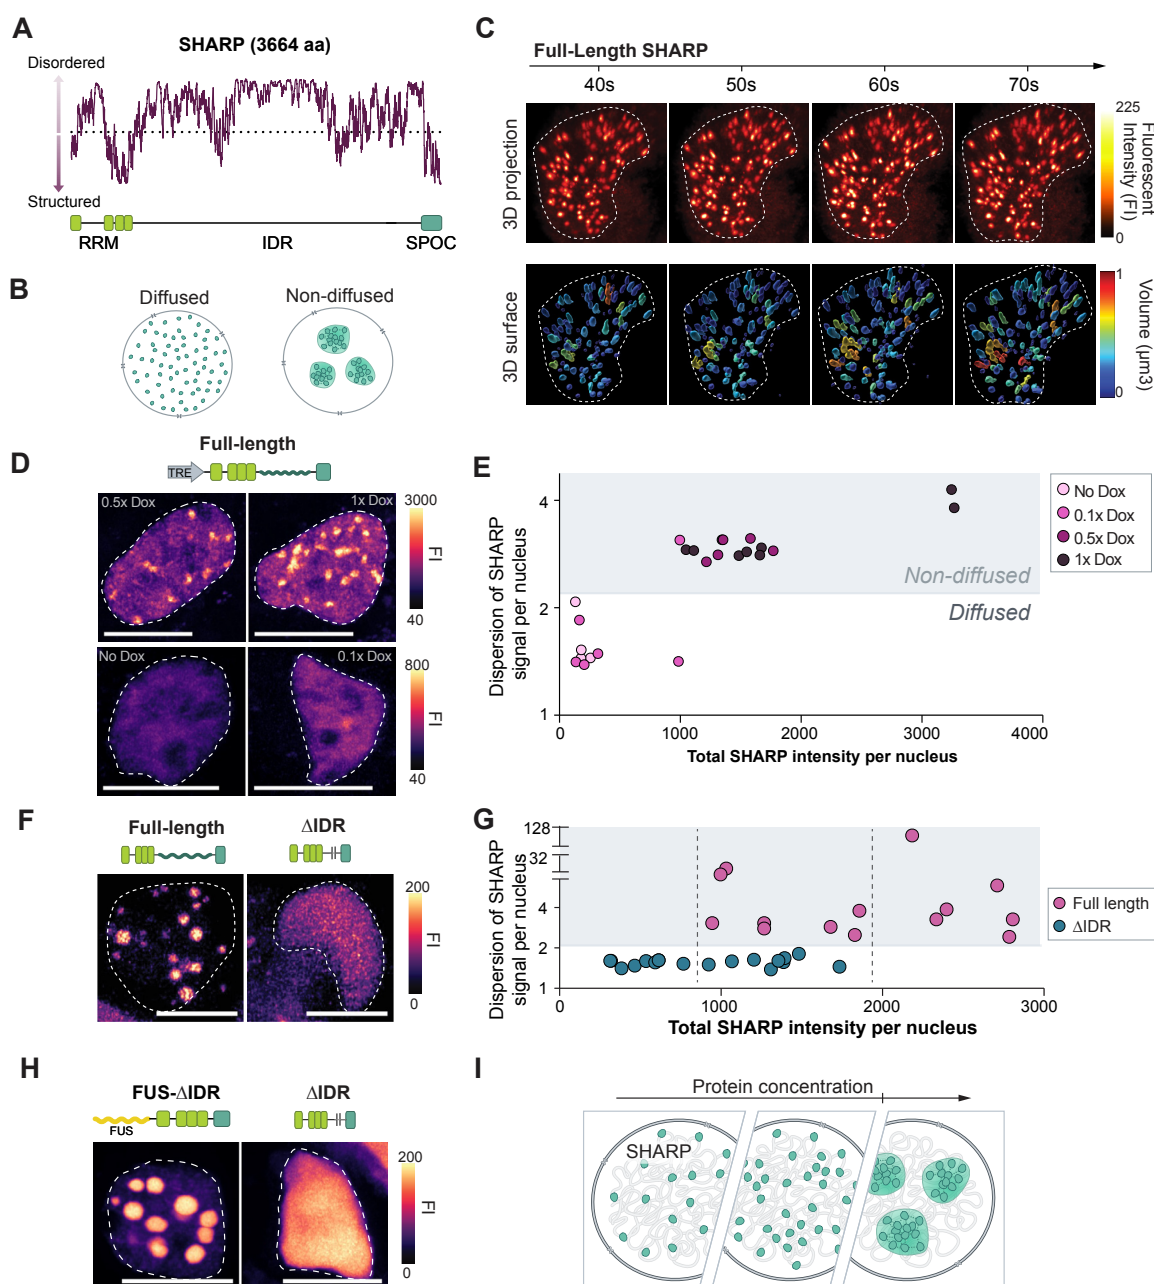 A
SHARP (3664 aa)
Disordered
Structured
RRM
IDR
SPOC
B
Diffused
Non-diffused
C
Full-Length SHARP
40s
50s
60s
70s
3D projection
225
Fluorescent
Intensity (FI)
0
3D surface
1
Volume (μm3)
0
D
Full-length
TRE
0.5x Dox
1x Dox
3000
FI
40
No Dox
0.1x Dox
800
FI
40
E
Dispersion of SHARP
signal per nucleus
4
2
1
Non-diffused
Diffused
0
1000
2000
3000
4000
Total SHARP intensity per nucleus
No Dox
0.1x Dox
0.5x Dox
1x Dox
F
Full-length
ΔIDR
200
FI
0
G
Dispersion of SHARP
signal per nucleus
128
32
4
2
1
0
1000
2000
3000
Total SHARP intensity per nucleus
Full length
ΔIDR
H
FUS-ΔIDR
FUS
ΔIDR
200
FI
0
I
Protein concentration
SHARP